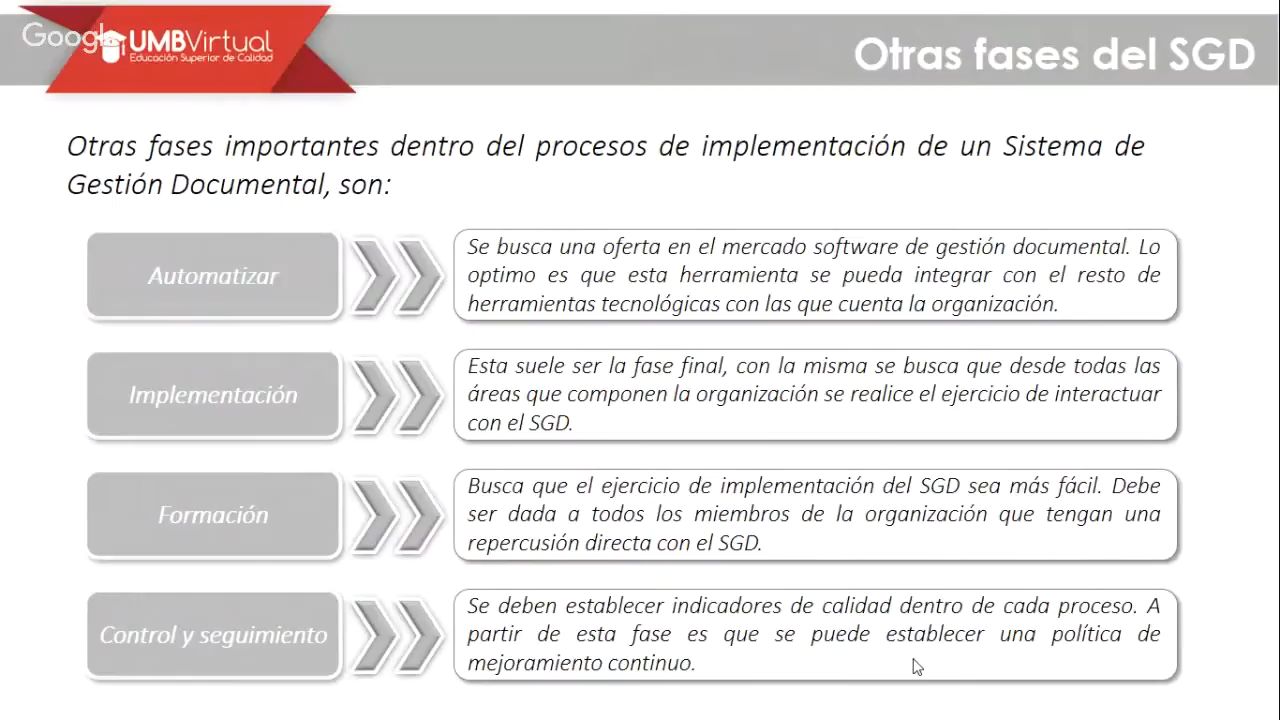 Google
UMBVirtual
Educación Superior de Calidad
Otras fases del SGD
Otras fases importantes dentro del procesos de implementación de un Sistema de
Gestión Documental, son:
Automatizar
Se busca una oferta en el mercado software de gestión documental. Lo
optimo es que esta herramienta se pueda integrar con el resto de
herramientas tecnológicas con las que cuenta la organización.
Implementación
Esta suele ser la fase final, con la misma se busca que desde todas las
áreas que componen la organización se realice el ejercicio de interactuar
con el SGD.
Formación
Busca que el ejercicio de implementación del SGD sea más fácil. Debe
ser dada a todos los miembros de la organización que tengan una
repercusión directa con el SGD.
Control y seguimiento
Se deben establecer indicadores de calidad dentro de cada proceso. A
partir de esta fase es que se puede establecer una política de
mejoramiento continuo.